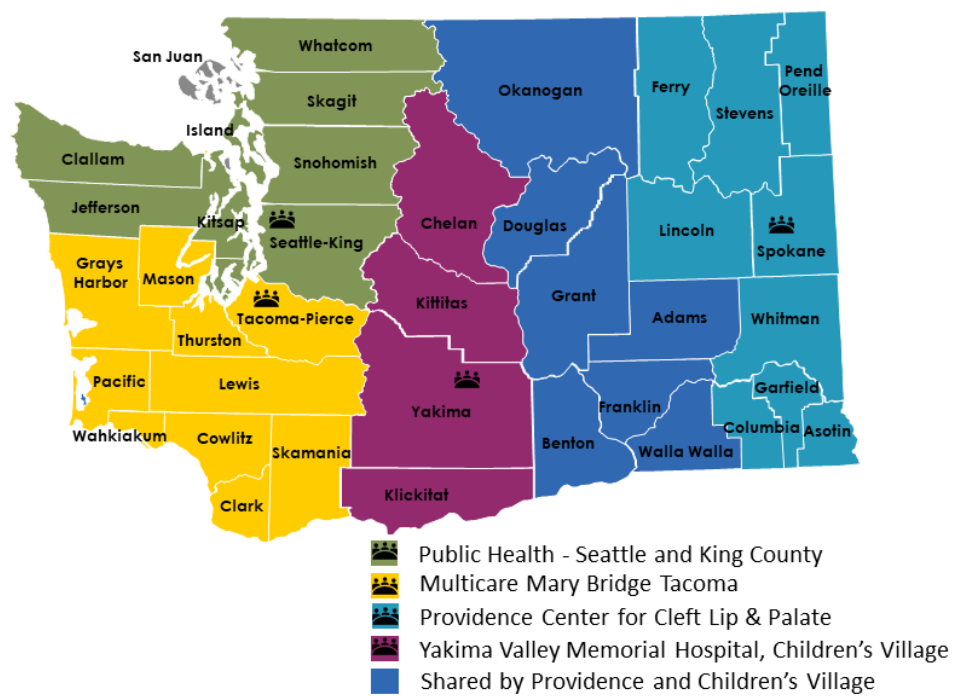 Whatcom
San Juan
Okanogan
Ferry
Pend
Oreille
Skagit
Stevens
Island
Clallam
Snohomish
Jefferson
Kitsap
Chelan
Douglas
Lincoln
Seattle-King
Spokane
Grays
Harbor
Mason
Grant
Kittitas
Adams
Whitman
Tacoma-Pierce
Thurston
Pacific
Lewis
Garfield
Yakima
Franklin
Columbia
Asotin
Wahkiakum
Cowlitz
Skamania
Benton
Walla Walla
Klickitat
Clark
Public Health - Seattle and King County
Multicare Mary Bridge Tacoma
Providence Center for Cleft Lip & Palate
Yakima Valley Memorial Hospital, Children's Village
Shared by Providence and Children's Village